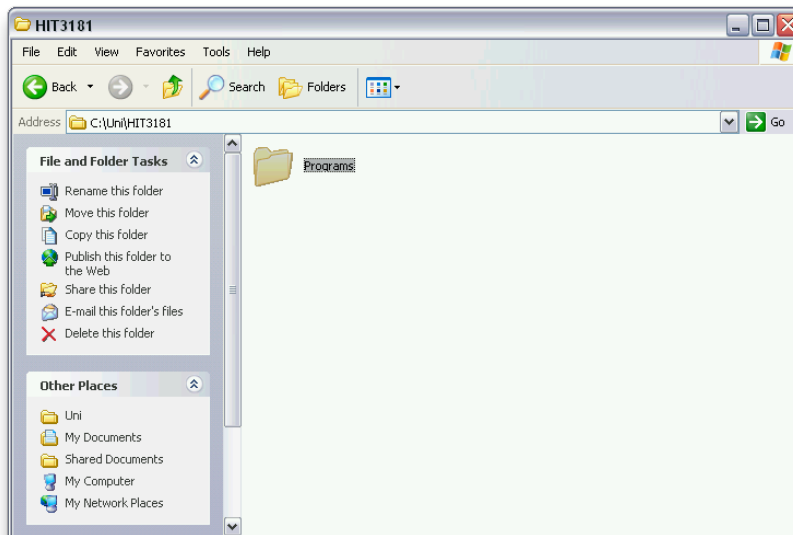 HIT3181
File Edit View Favorites Tools Help
Back Search Folders
Address C:\Uni\HIT3181 Go
File and Folder Tasks
Rename this folder
Move this folder
Copy this folder
Publish this folder to
the Web
Share this folder
E-mail this folder's files
Delete this folder
Other Places
Uni
My Documents
Shared Documents
My Computer
My Network Places
Programs